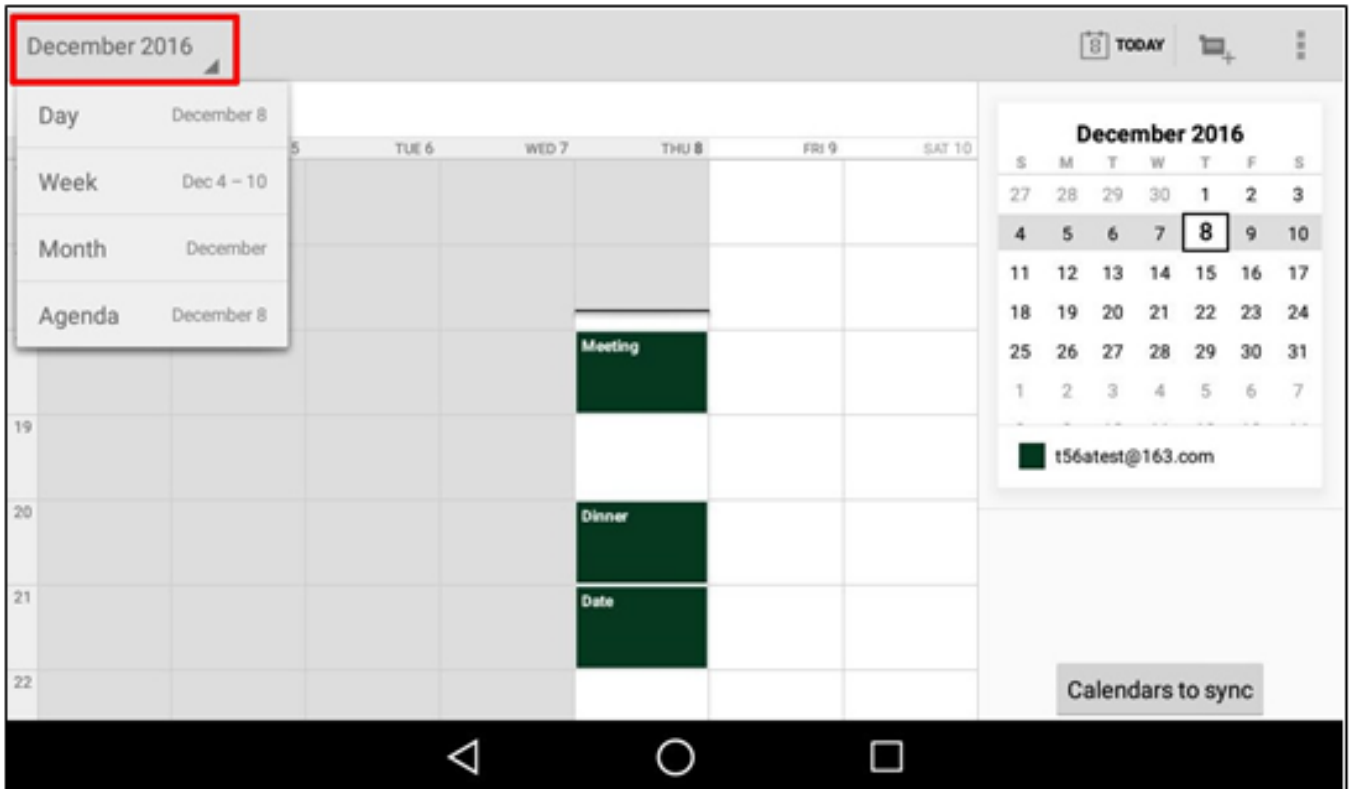 December 2016
8 TODAY
Day December 8
Week Dec 4 – 10
Month December
Agenda December 8
5 TUE 6 WED 7 THU 8 FRI 9 SAT 10
Meeting
19
20
Dinner
21
Date
22
December 2016
S M T W T F S
27 28 29 30 1 2 3
4 5 6 7 8 9 10
11 12 13 14 15 16 17
18 19 20 21 22 23 24
25 26 27 28 29 30 31
1 2 3 4 5 6 7
t56atest@163.com
Calendars to sync